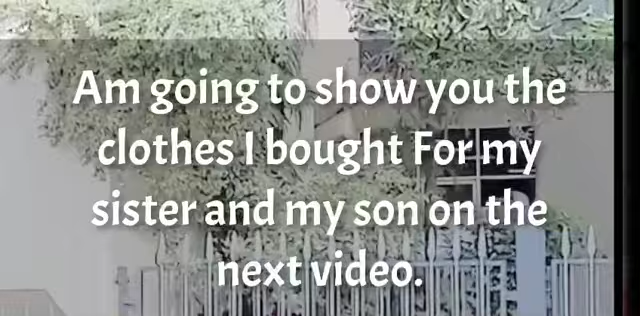 Am going to show you the
clothes I bought For my
sister and my son on the
next video.